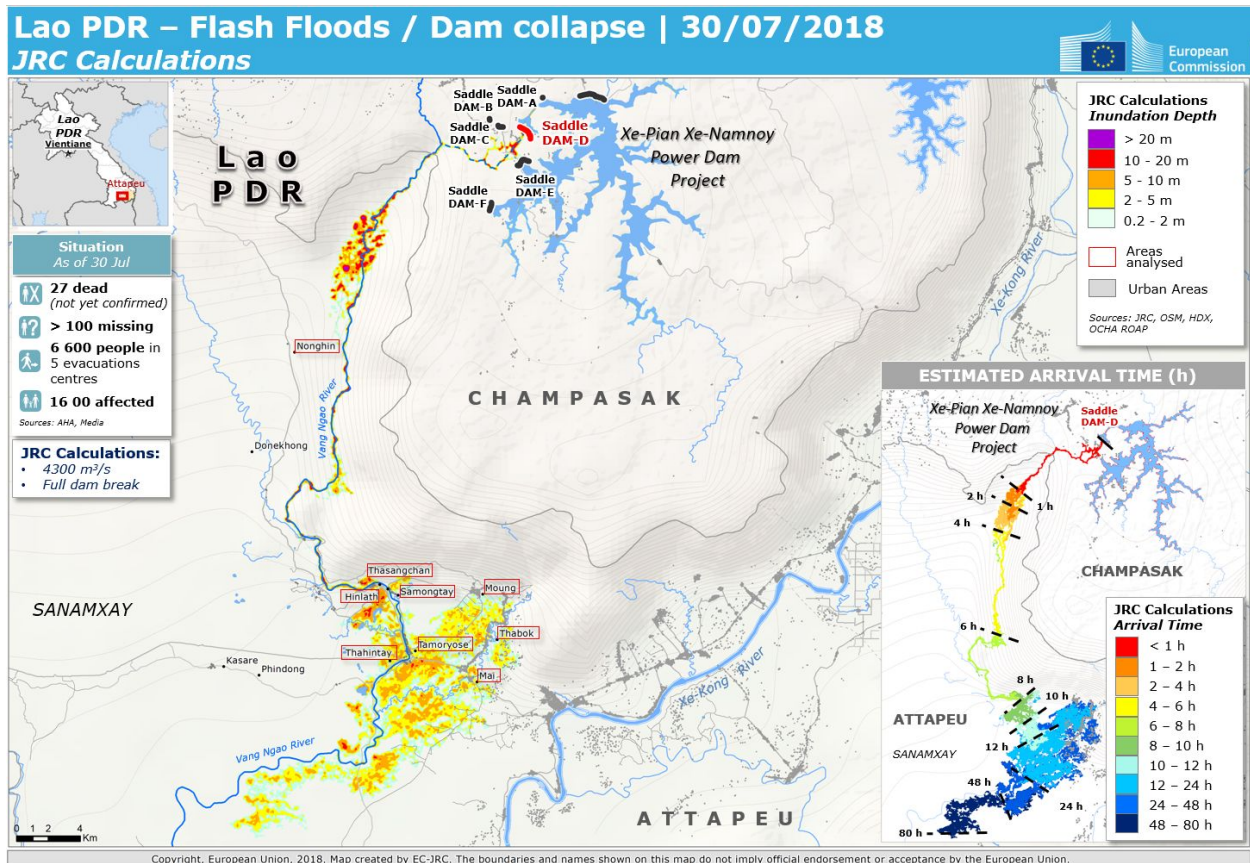 Lao PDR – Flash Floods / Dam collapse | 30/07/2018
JRC Calculations
European
Commission
Lao
PDR
Vientiane
Attapeu
Situation
As of 30 Jul
27 dead
(not yet confirmed)
> 100 missing
6 600 people in
5 evacuations
centres
16 00 affected
Sources: AHA, Media
JRC Calculations:
• 4300 m³/s
• Full dam break
Lao
PDR
Saddle
DAM-A
Saddle
DAM-B
Saddle
DAM-C
Saddle
DAM-D
Saddle
DAM-E
Saddle
DAM-F
Xe-Pian Xe-Namnoy
Power Dam
Project
Xe-Kong River
Nonghin
Vang Ngao River
CHAMPASAK
Donekhong
Thasangchan
Hinlath
Samongtay
Moung
SANAMXAY
Thabok
Tamoryose'
Thahintay
Kasare
Phindong
Mai
Xe-Kong River
Vang Ngao River
ATTAPEU
0 1 2 4
Km
JRC Calculations
Inundation Depth
> 20 m
10 - 20 m
5 - 10 m
2 - 5 m
0.2 - 2 m
Areas
analysed
Urban Areas
Sources: JRC, OSM, HDX,
OCHA ROAP
ESTIMATED ARRIVAL TIME (h)
Xe-Pian Xe-Namnoy
Power Dam
Project
Saddle
DAM-D
2 h
1 h
4 h
CHAMPASAK
6 h
8 h
10 h
ATTAPEU
SANAMXAY
12 h
48 h
24 h
80 h
JRC Calculations
Arrival Time
< 1 h
1 – 2 h
2 – 4 h
4 – 6 h
6 – 8 h
8 – 10 h
10 – 12 h
12 – 24 h
24 – 48 h
48 – 80 h
Copyright, European Union, 2018. Map created by EC-JRC. The boundaries and names shown on this map do not imply official endorsement or acceptance by the European Union.